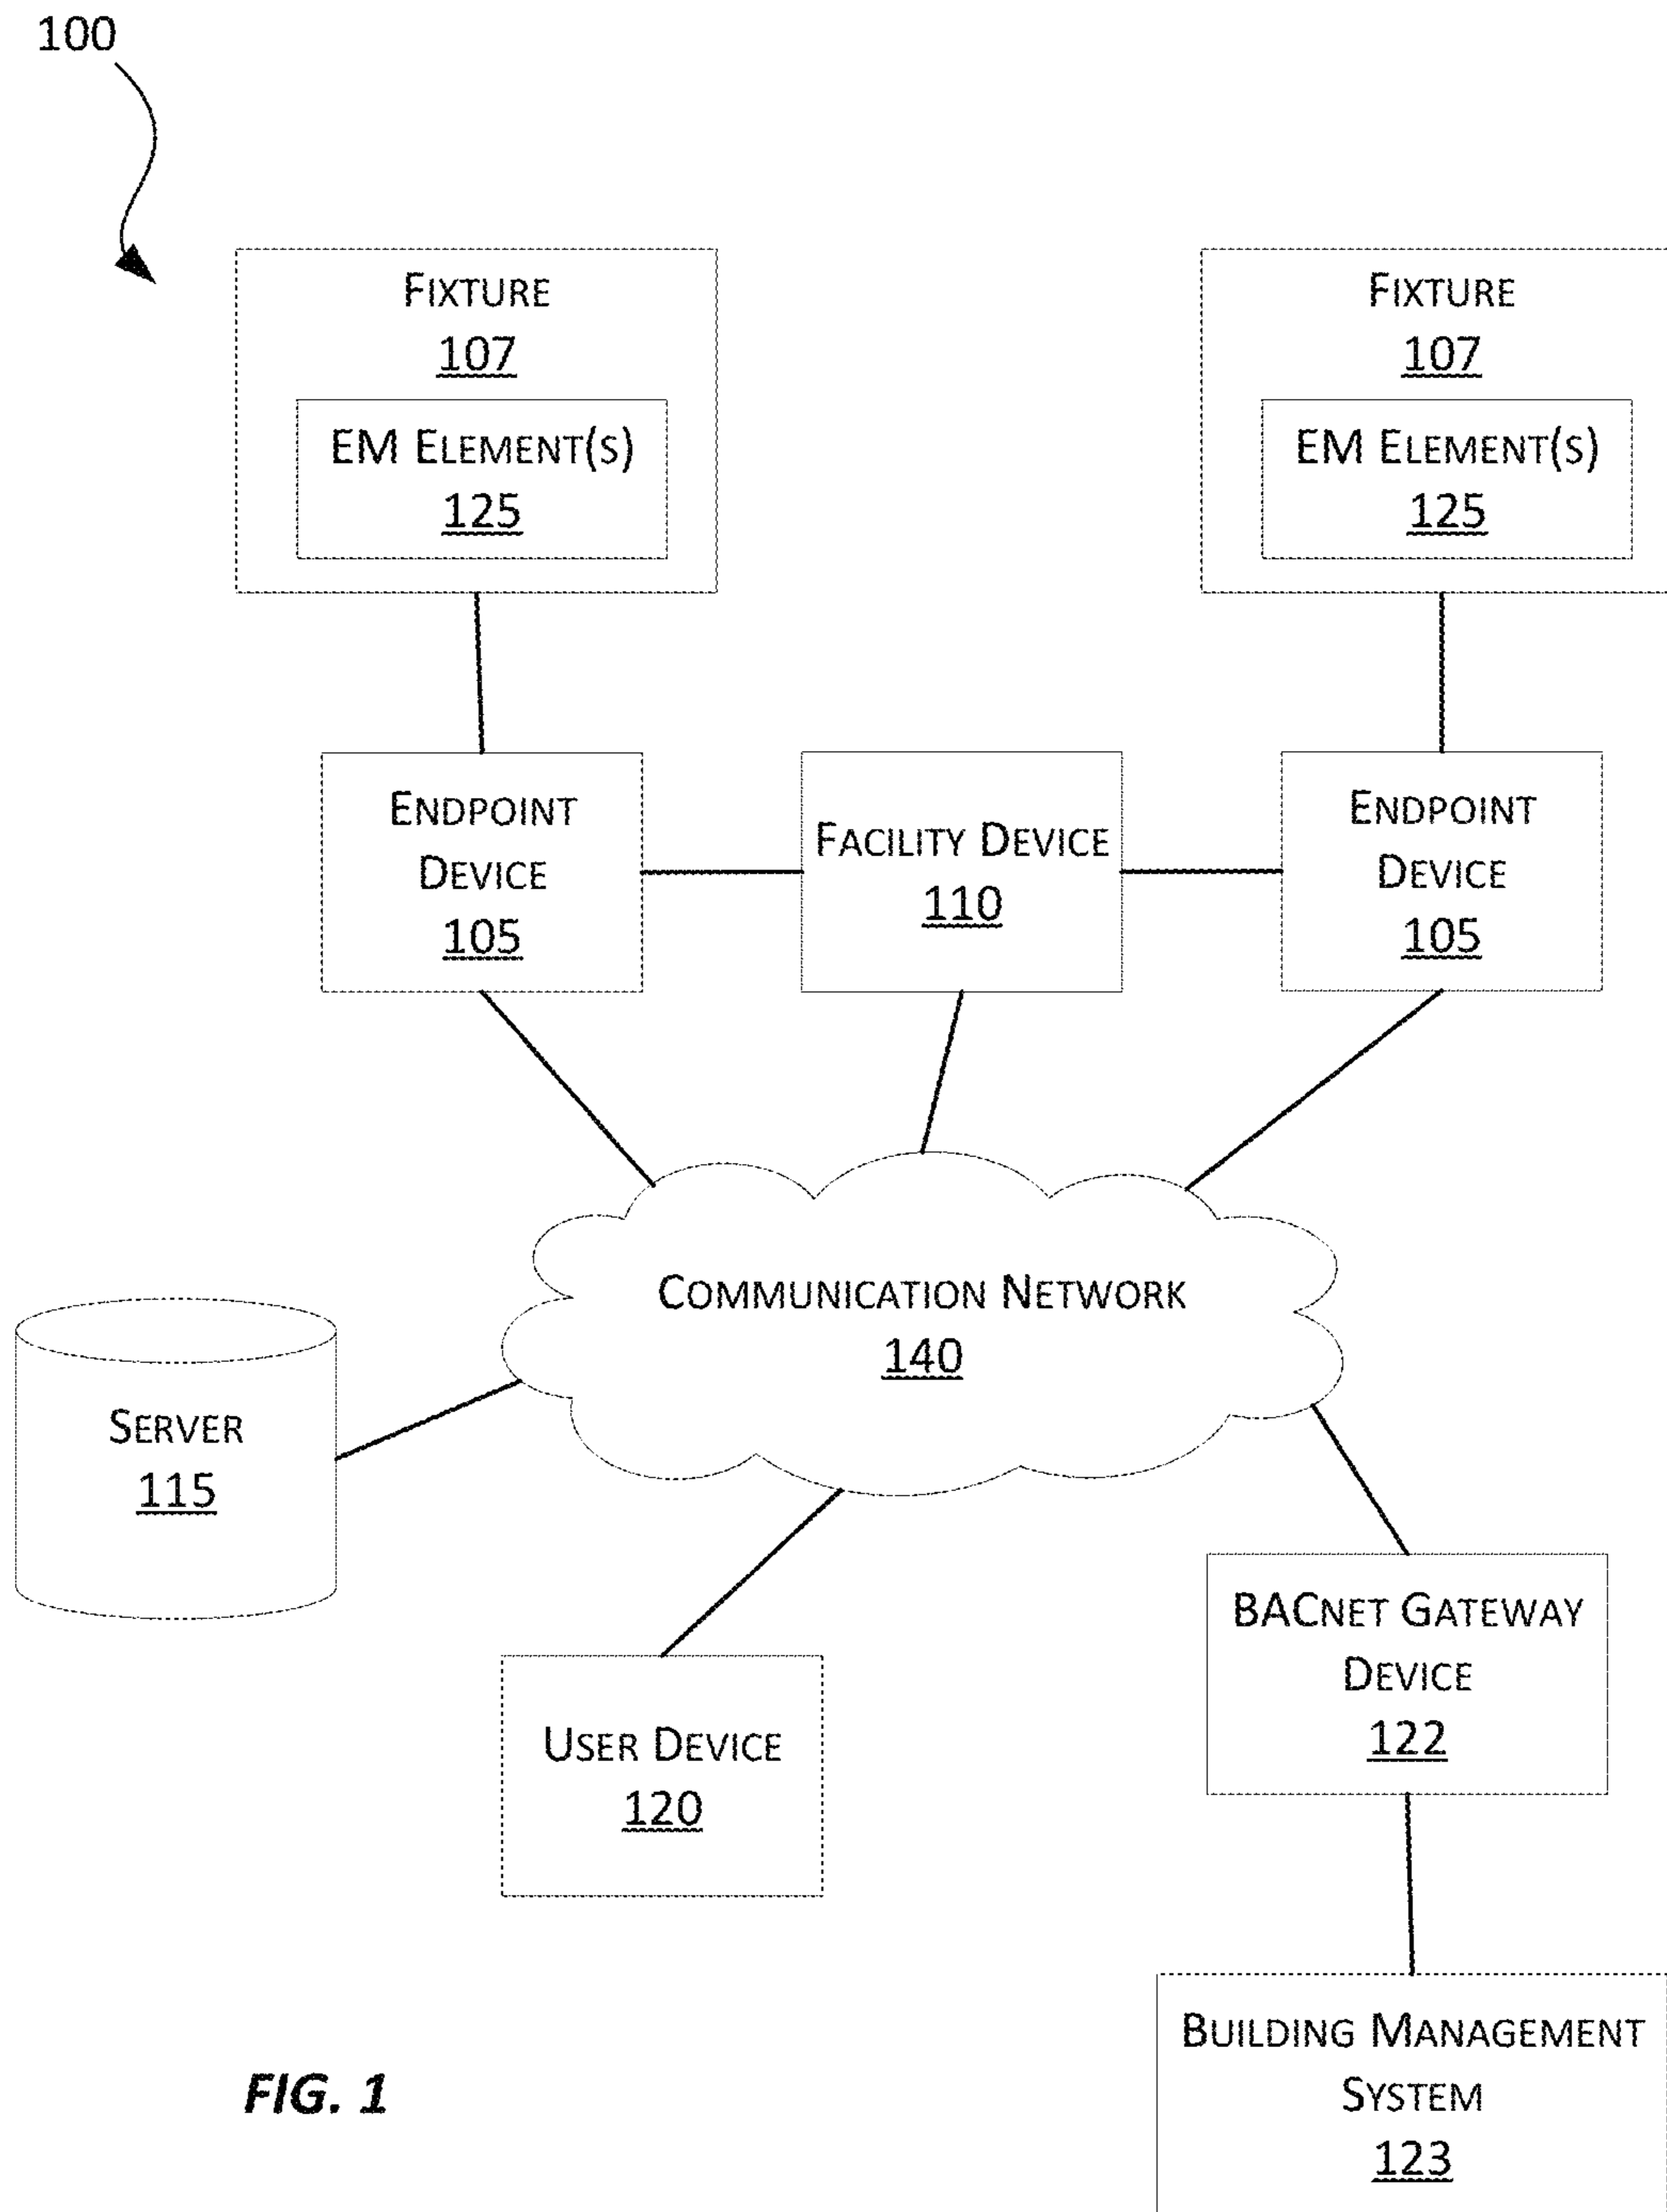 100
FIXTURE
107
EM ELEMENT(S)
125
FIXTURE
107
EM ELEMENT(S)
125
ENDPOINT
DEVICE
105
FACILITY DEVICE
110
ENDPOINT
DEVICE
105
COMMUNICATION NETWORK
140
SERVER
115
USER DEVICE
120
BACNET GATEWAY
DEVICE
122
BUILDING MANAGEMENT
SYSTEM
123
FIG. 1